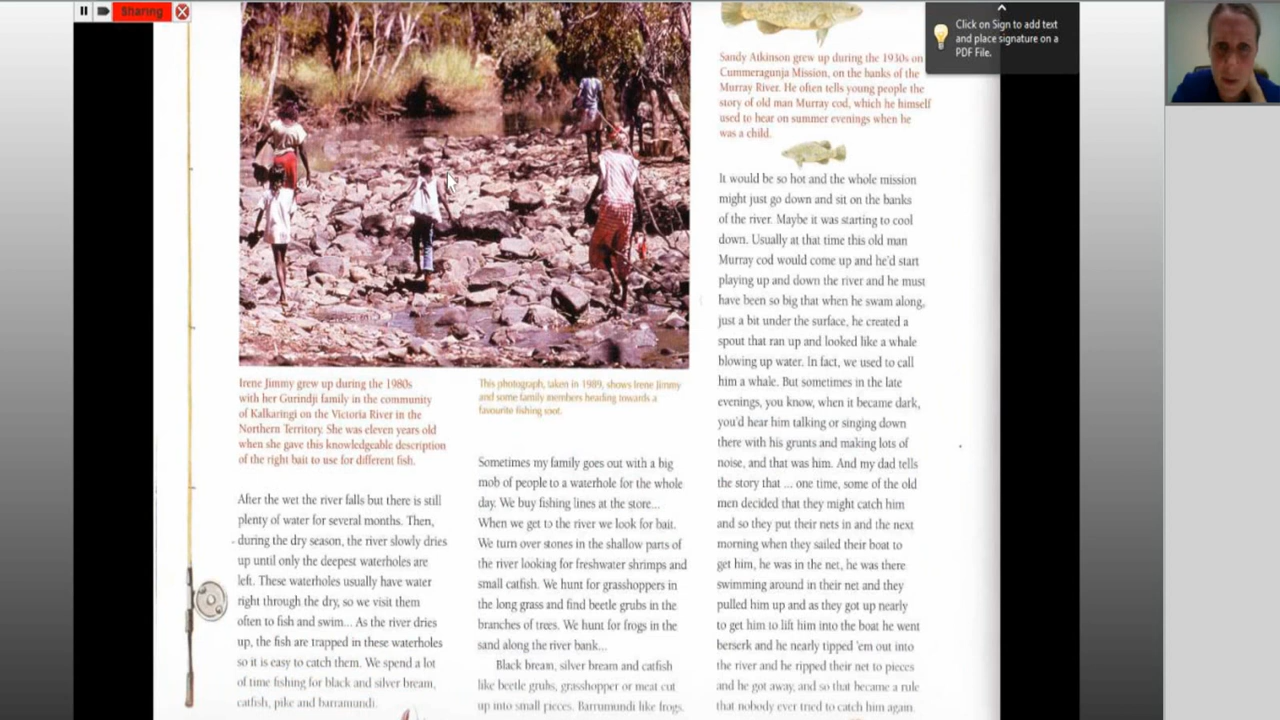 Sharing
Click on Sign to add text
and place signature on a
PDF File.
Irene Jimmy grew up during the 1980s
with her Gurindji family in the community
of Kalkaringi on the Victoria River in the
Northern Territory. She was eleven years old
when she gave this knowledgeable description
of the right bait to use for different fish.
After the wet the river falls but there is still
plenty of water for several months. Then,
during the dry season, the river slowly dries
up until only the deepest waterholes are
left. These waterholes usually have water
right through the dry, so we visit them
often to fish and swim... As the river dries
up, the fish are trapped in these waterholes
so it is easy to catch them. We spend a lot
of time fishing for black and silver bream,
catfish, pike and barramundi.
This photograph, taken in 1989, shows Irene Jimmy
and some family members heading towards a
favourite fishing spot.
Sometimes my family goes out with a big
mob of people to a waterhole for the whole
day. We buy fishing lines at the store...
When we get to the river we look for bait.
We turn over stones in the shallow parts of
the river looking for freshwater shrimps and
small catfish. We hunt for grasshoppers in
the long grass and find beetle grubs in the
branches of trees. We hunt for frogs in the
sand along the river bank...
Black bream, silver bream and catfish
like beetle grubs, grasshopper or meat cut
up into small pieces. Barramundi like frogs,
Sandy Atkinson grew up during the 1930s on
Cummeragunja Mission, on the banks of the
Murray River. He often tells young people the
story of old man Murray cod, which he himself
used to hear on summer evenings when he
was a child.
It would be so hot and the whole mission
might just go down and sit on the banks
of the river. Maybe it was starting to cool
down. Usually at that time this old man
Murray cod would come up and he'd start
playing up and down the river and he must
have been so big that when he swam along,
just a bit under the surface, he created a
spout that ran up and looked like a whale
blowing up water. In fact, we used to call
him a whale. But sometimes in the late
evenings, you know, when it became dark,
you'd hear him talking or singing down
there with his grunts and making lots of
noise, and that was him. And my dad tells
the story that ... one time, some of the old
men decided that they might catch him
and so they put their nets in and the next
morning when they sailed their boat to
get him, he was in the net, he was there
swimming around in their net and they
pulled him up and as they got up nearly
to get him to lift him into the boat he went
berserk and he nearly tipped 'em out into
the river and he ripped their net to pieces
and he got away, and so that became a rule
that nobody ever tried to catch him again.